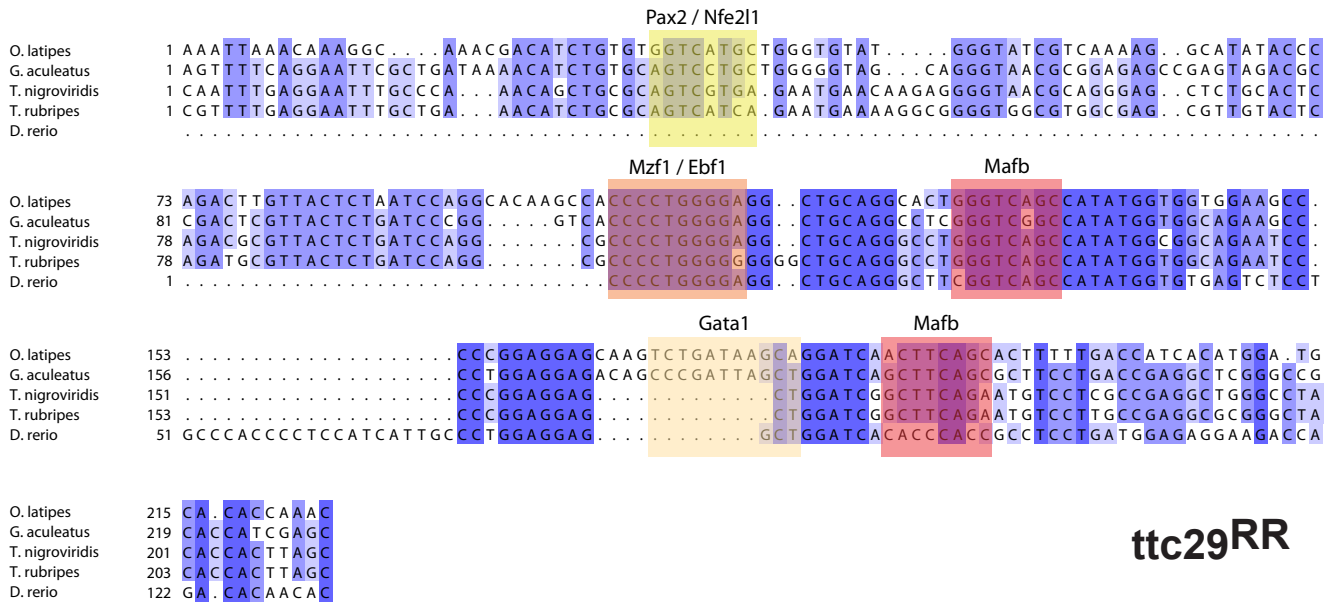 Pax2 / Nfe2l1
O. latipes 1 AAATTAAACAAAGGC....AAACGACATCTGTGTGGTCATGCTGGGTGTAT.....GGGTATCGTCAAAAG..GCATATACCC
G. aculeatus 1 AGTTTTCAGGAATTCGCTGATAAAACATCTGTGCAGTCCTGCTGGGGGTAG...CAGGGTAACGCGGAGAGCCGAGTAGACGC
T. nigroviridis 1 CAATTTGAGGAATTTGCCCA...AACAGCTGCGCAGTCGTGA.GAATGAACAAGAGGGGTAACGCAGGGAG..CTCTGCACTC
T. rubripes 1 CGTTTTGAGGAATTTGCTGA...AACATCTGCGCAGTCATCA.GAATGAAAAGGCGGGGTGGCGTGGCGAG..CGTTGTACTC
D. rerio ...................................................................................
Mzf1 / Ebf1 Mafb
O. latipes 73 AGACTTGTTACTCTAATCCAGGCACAAGCCACCCCTGGGGAGG..CTGCAGGCACTGGGTCAGCCATATGGTGGTGGAAGCC.
G. aculeatus 81 CGACTCGTTACTCTGATCCCGG.....GTCACCCCTGGGGAGG..CTGCAGGCCTCGGGTCGGCCATATGGTGGCAGAAGCC.
T. nigroviridis 78 AGACGCGTTACTCTGATCCAGG.......CGCCCCTGGGGAGG..CTGCAGGGCCTGGGTCAGCCATATGGCGGCAGAATCC.
T. rubripes 78 AGATGCGTTACTCTGATCCAGG.......CGCCCCTGGGGGGGGGCTGCAGGGCCTGGGTCAGCCATATGGTGGCAGAATCC.
D. rerio 1 ...............................CCCCTGGGGAGG..CTGCAGGGCTTCGGTCAGCCATATGGTGTGAGTCTCCT
Gata1 Mafb
O. latipes 153 ....................CCCGGAGGAGCAAGTCTGATAAGCAGGATCAACTTCAGCACTTTTTGACCATCACATGGA.TG
G. aculeatus 156 ....................CCTGGAGGAGACAGCCCGATTAGCTGGATCAGCTTCAGCGCTTCCTGACCGAGGCTCGGGCCG
T. nigroviridis 151 ....................CCCGGAGGAG.............CTGGATCGGCTTCAGAATGTCCTCGCCGAGGCTGGGCCTA
T. rubripes 153 ....................CCCGGAGGAG.............CTGGATCGGCTTCAGAATGTCCTTGCCGAGGCGCGGGCTA
D. rerio 51 GCCCACCCCTCCATCATTGCCCTGGAGGAG............GCTGGATCACACCCACCGCCTCCTGATGGAGAGGAAGACCA
O. latipes 215 CA.CACCAAAC
G. aculeatus 219 CACCATCGAGC
T. nigroviridis 201 CACCACTTAGC
T. rubripes 203 CACCACTTAGC
D. rerio 122 GA.CACAACAC
ttc29RR